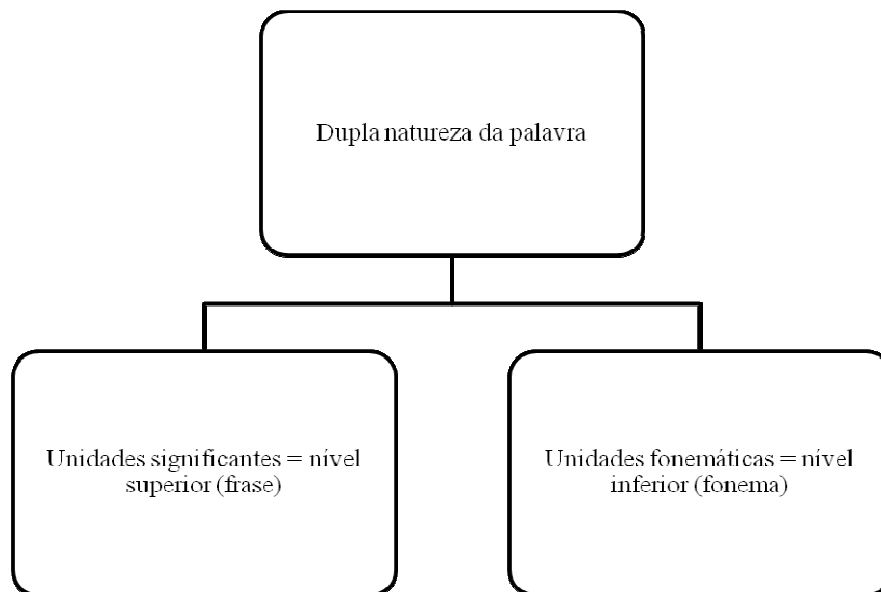 Dupla natureza da palavra
Unidades significantes = nível
superior (frase)
Unidades fonemáticas = nível
inferior (fonema)